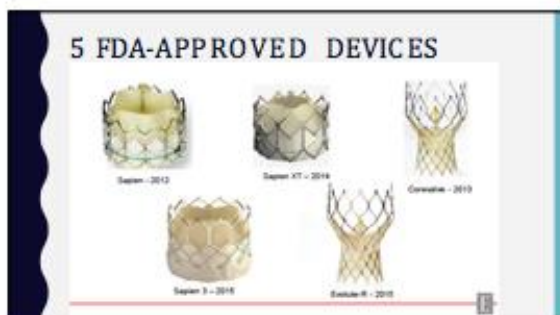 5 FDA-APPROVED DEVICES
Sapien - 2012
Sapien XT – 2014
Corevalve – 2013
Sapien 3 – 2015
Evolute-R – 2015